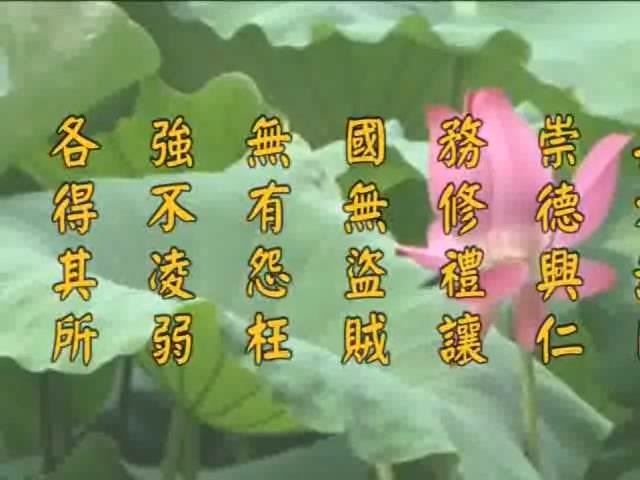 崇德興仁
務修禮讓
國無盜賊
無有怨枉
強不凌弱
各得其所